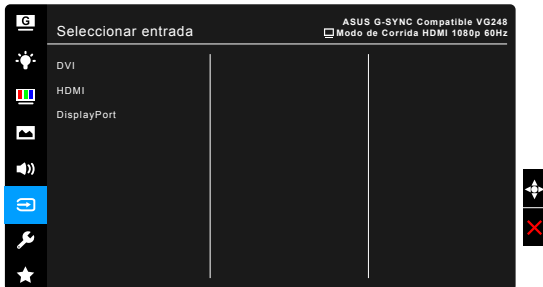 G
Seleccionar entrada
ASUS G-SYNC Compatible VG248
Modo de Corrida HDMI 1080p 60Hz
DVI
HDMI
DisplayPort